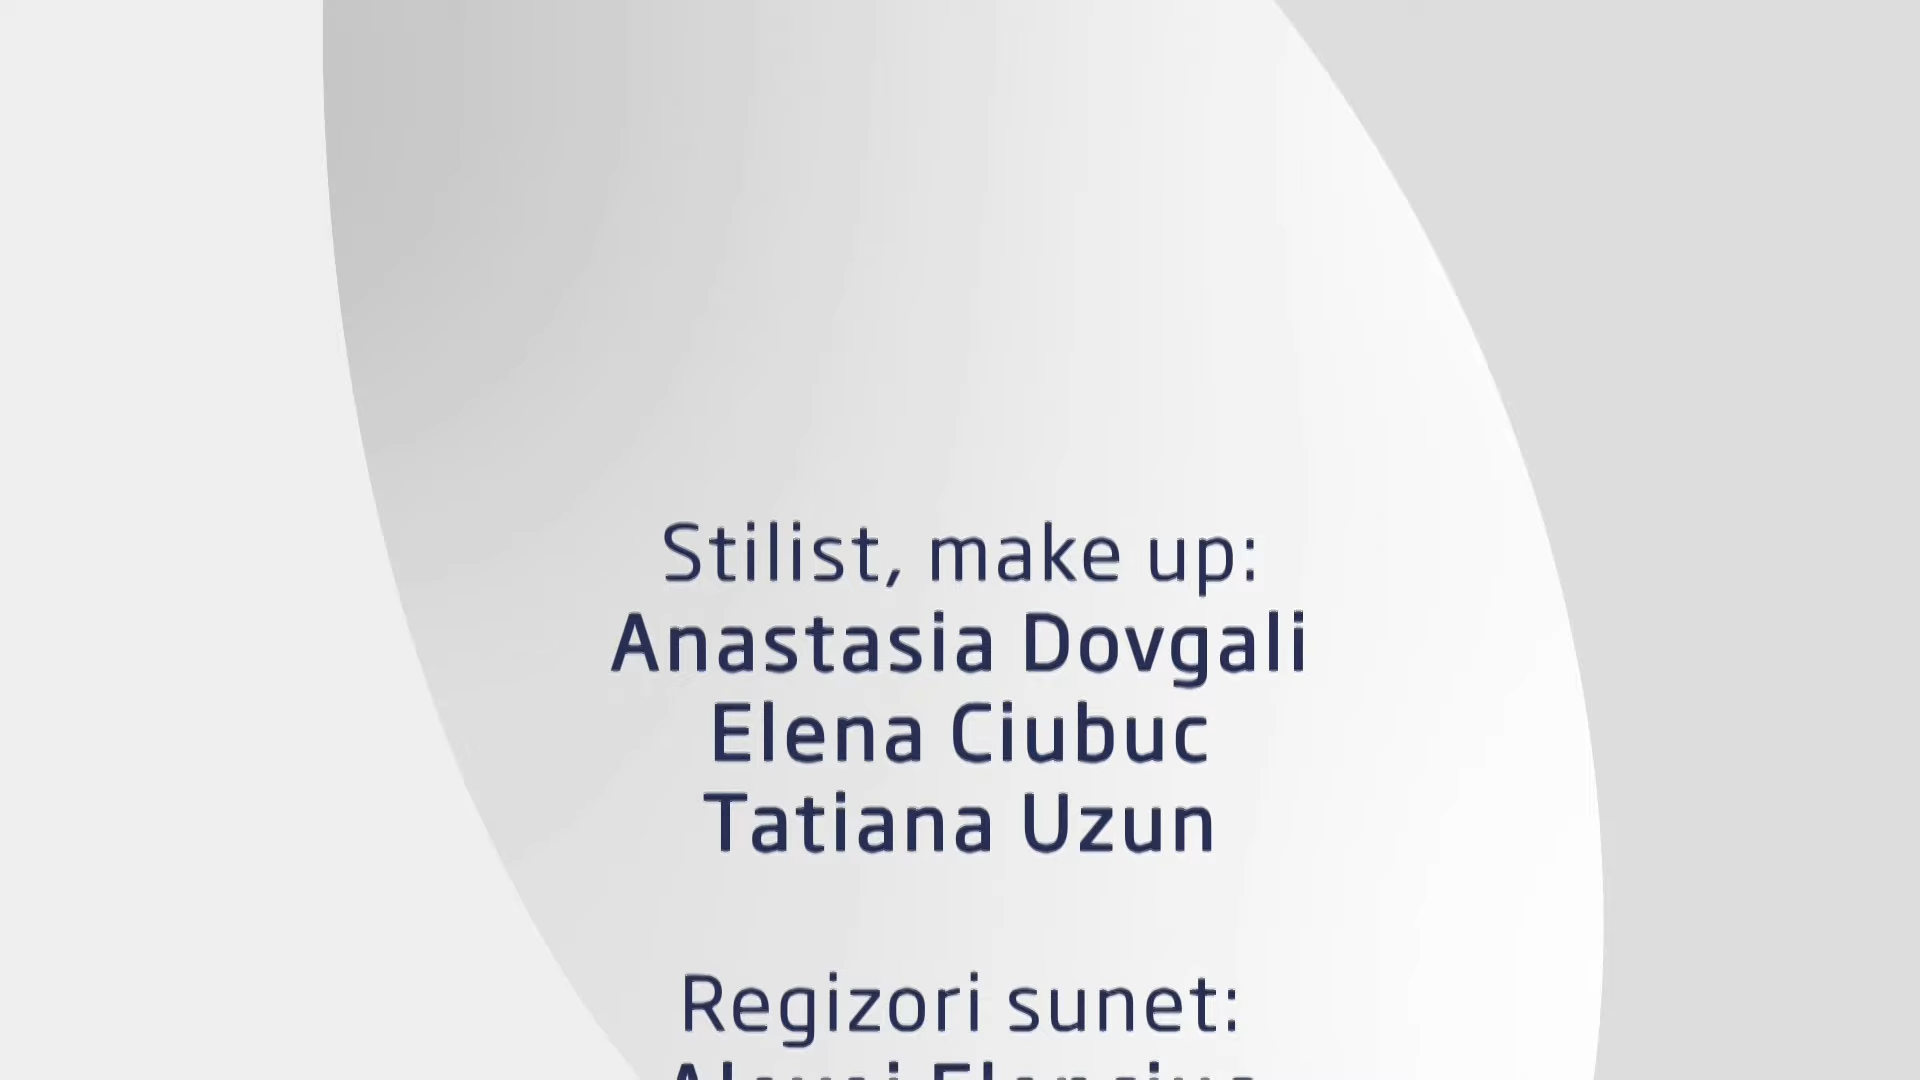 Stilist, make up:
Anastasia Dovgali
Elena Ciubuc
Tatiana Uzun
Regizori sunet: